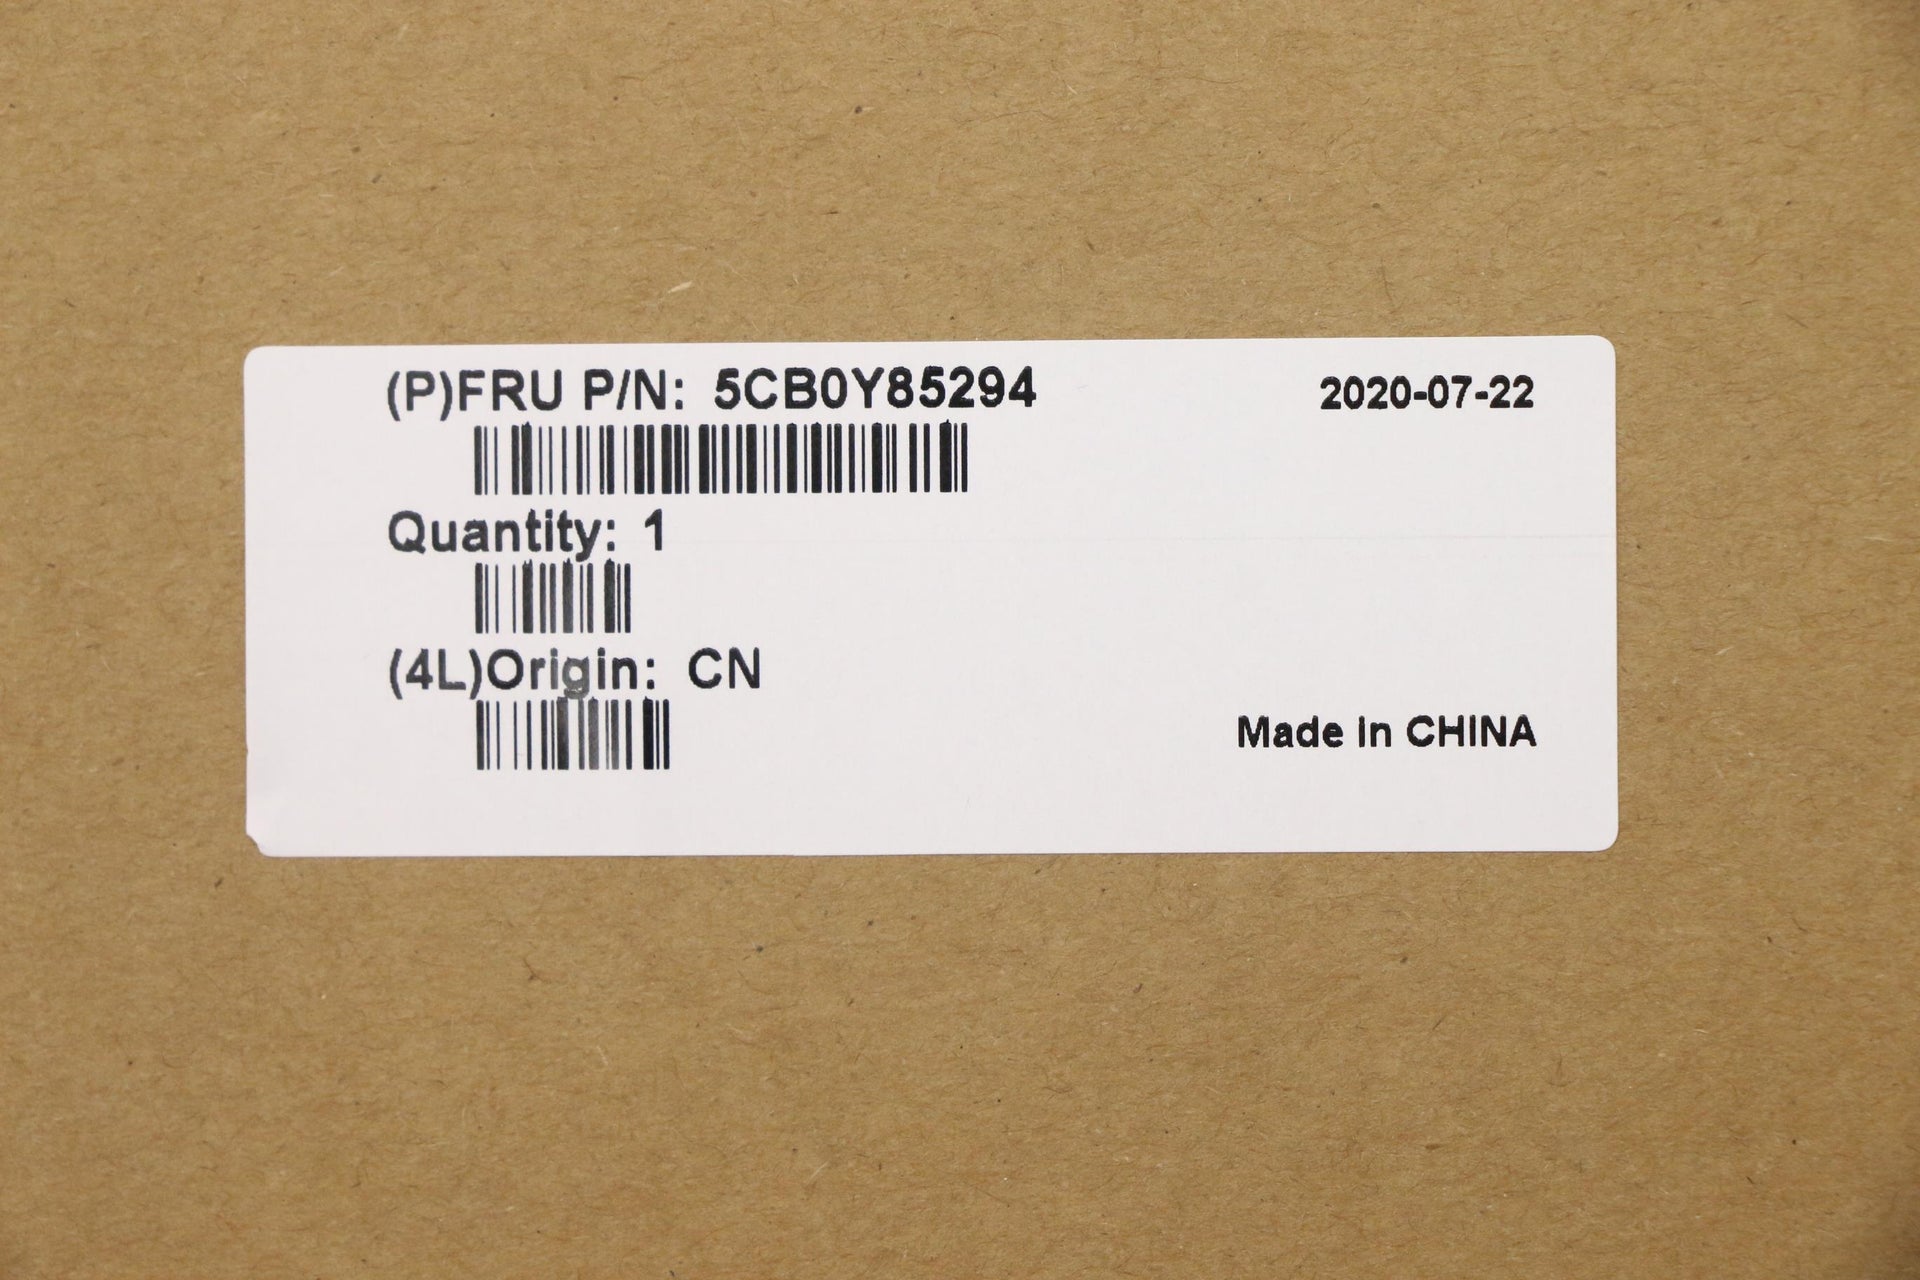 (P)FRU P/N: 5CB0Y85294 2020-07-22
Quantity: 1
(4L)Origin: CN
Made In CHINA